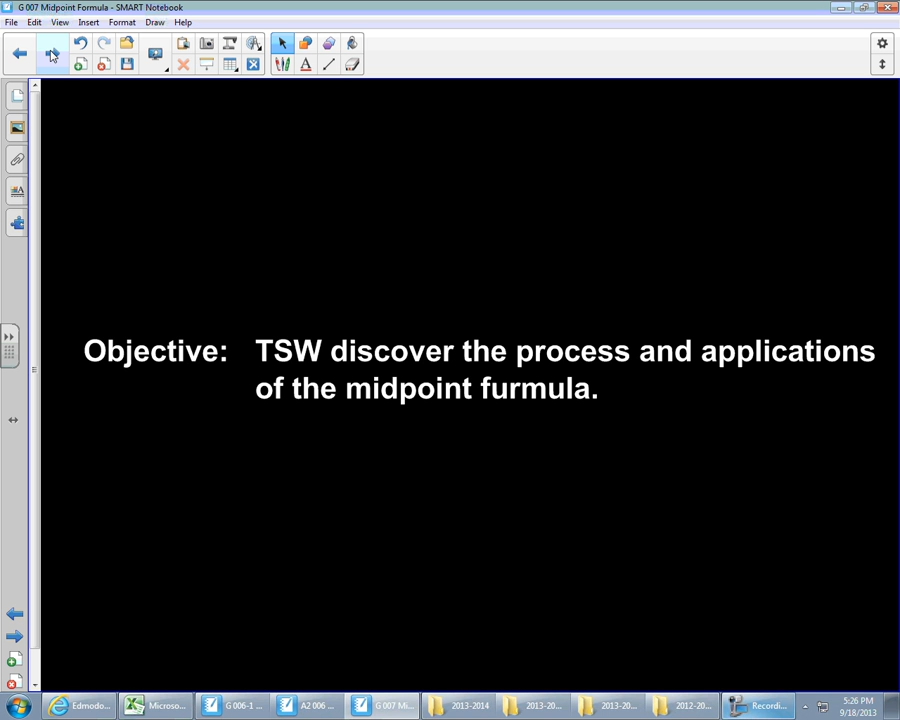 G 007 Midpoint Formula - SMART Notebook
File Edit View Insert Format Draw Help
Objective: TSW discover the process and applications
of the midpoint furmula.
Edmodo... Microso... G 006-1 ... A2 006 ... G 007 Mi... 2013-2014 2013-20... 2013-20... 2012-20... Recordi...
5:26 PM
9/18/2013